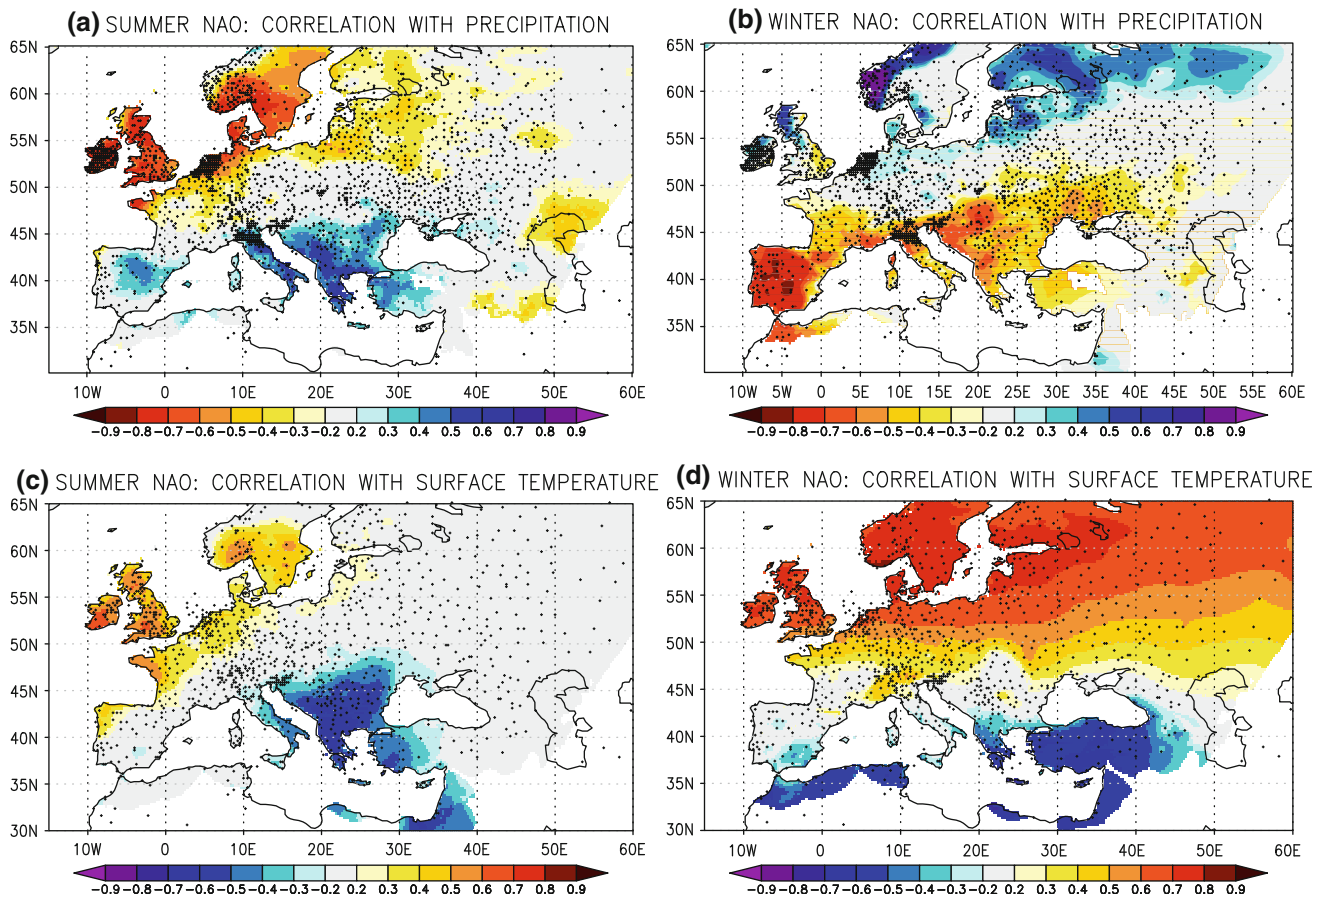 (a) SUMMER NAO: CORRELATION WITH PRECIPITATION
65N
60N
55N
50N
45N
40N
35N
10W 0 10E 20E 30E 40E 50E 60E
−0.9 −0.8 −0.7 −0.6 −0.5 −0.4 −0.3 −0.2 0.2 0.3 0.4 0.5 0.6 0.7 0.8 0.9
(b) WINTER NAO: CORRELATION WITH PRECIPITATION
65N
60N
55N
50N
45N
40N
35N
10W 5W 0 5E 10E 15E 20E 25E 30E 35E 40E 45E 50E 55E 60E
−0.9 −0.8 −0.7 −0.6 −0.5 −0.4 −0.3 −0.2 0.2 0.3 0.4 0.5 0.6 0.7 0.8 0.9
(c) SUMMER NAO: CORRELATION WITH SURFACE TEMPERATURE
65N
60N
55N
50N
45N
40N
35N
30N
10W 0 10E 20E 30E 40E 50E 60E
−0.9 −0.8 −0.7 −0.6 −0.5 −0.4 −0.3 −0.2 0.2 0.3 0.4 0.5 0.6 0.7 0.8 0.9
(d) WINTER NAO: CORRELATION WITH SURFACE TEMPERATURE
65N
60N
55N
50N
45N
40N
35N
30N
10W 0 10E 20E 30E 40E 50E 60E
−0.9 −0.8 −0.7 −0.6 −0.5 −0.4 −0.3 −0.2 0.2 0.3 0.4 0.5 0.6 0.7 0.8 0.9